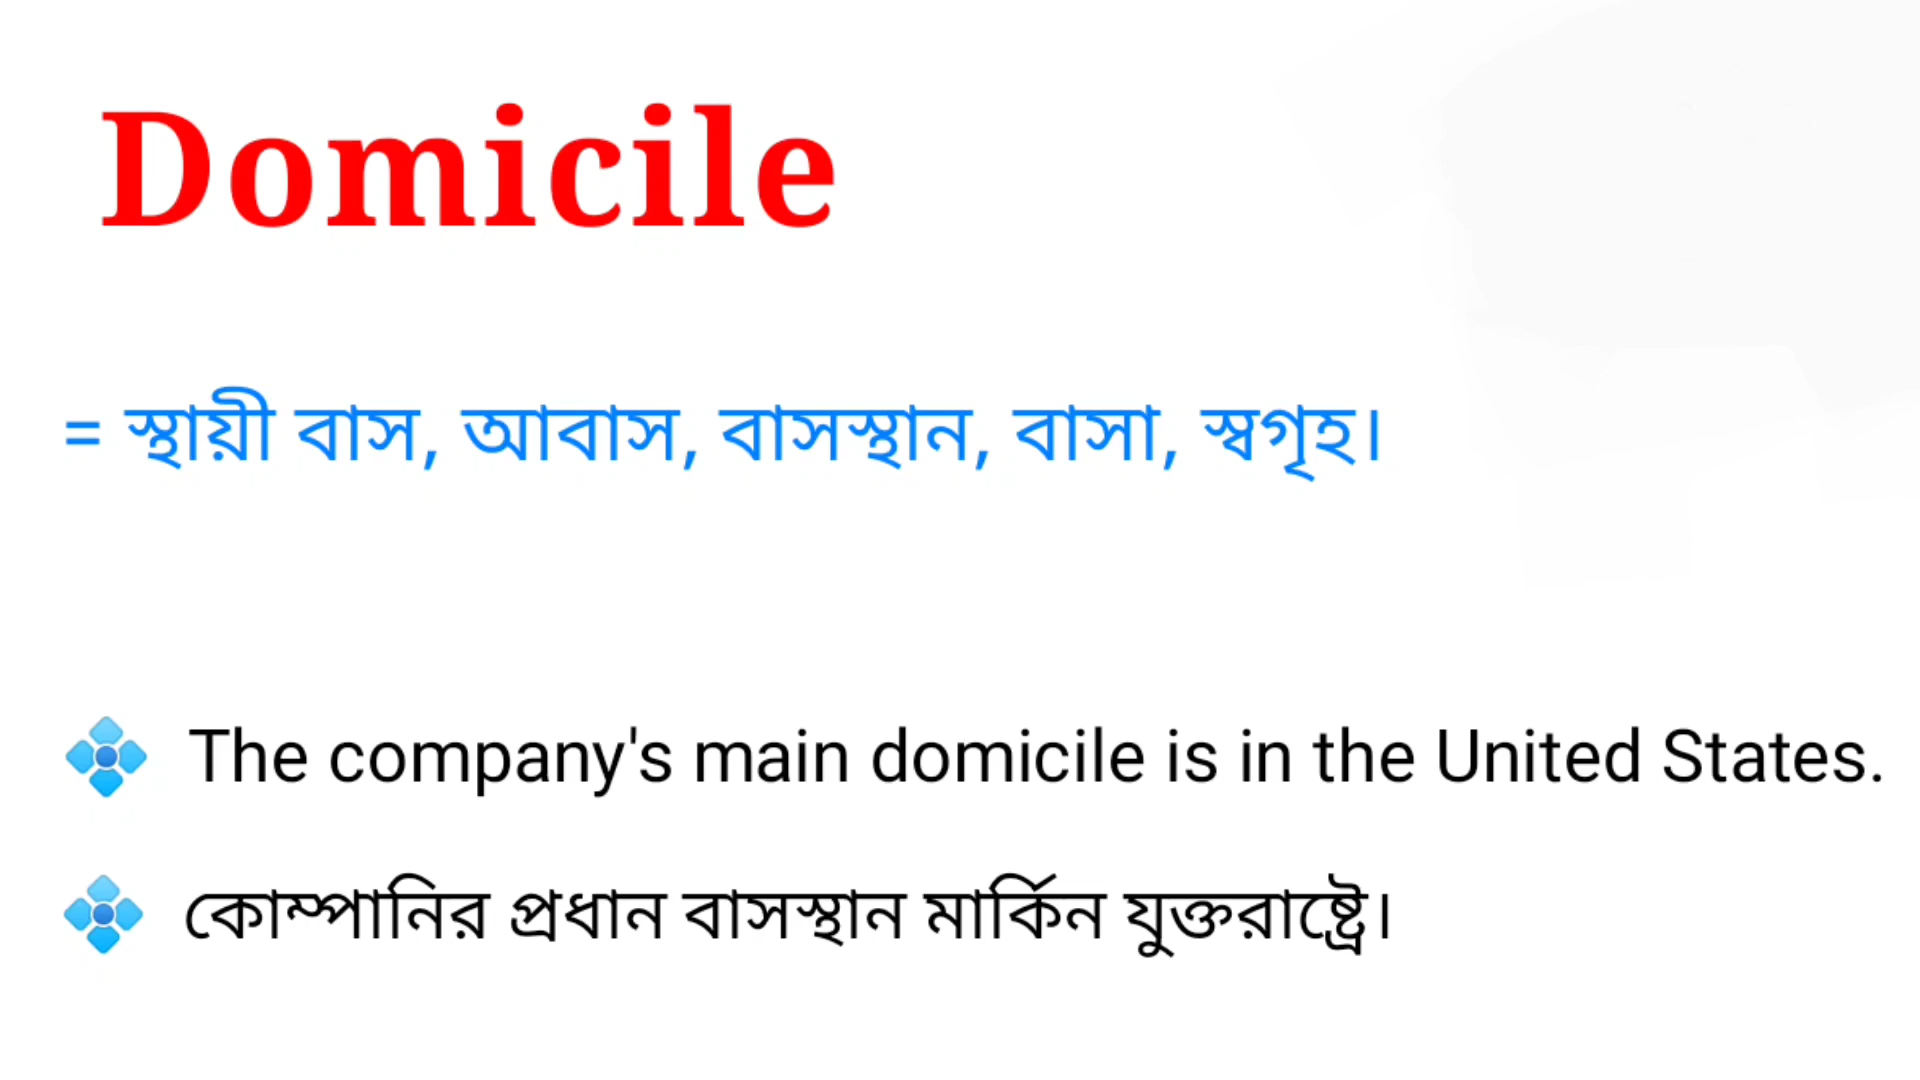 Domicile
= স্থায়ী বাস, আবাস, বাসস্থান, বাসা, স্বগৃহ।
💠 The company's main domicile is in the United States.
💠 কোম্পানির প্রধান বাসস্থান মার্কিন যুক্তরাষ্ট্রে।